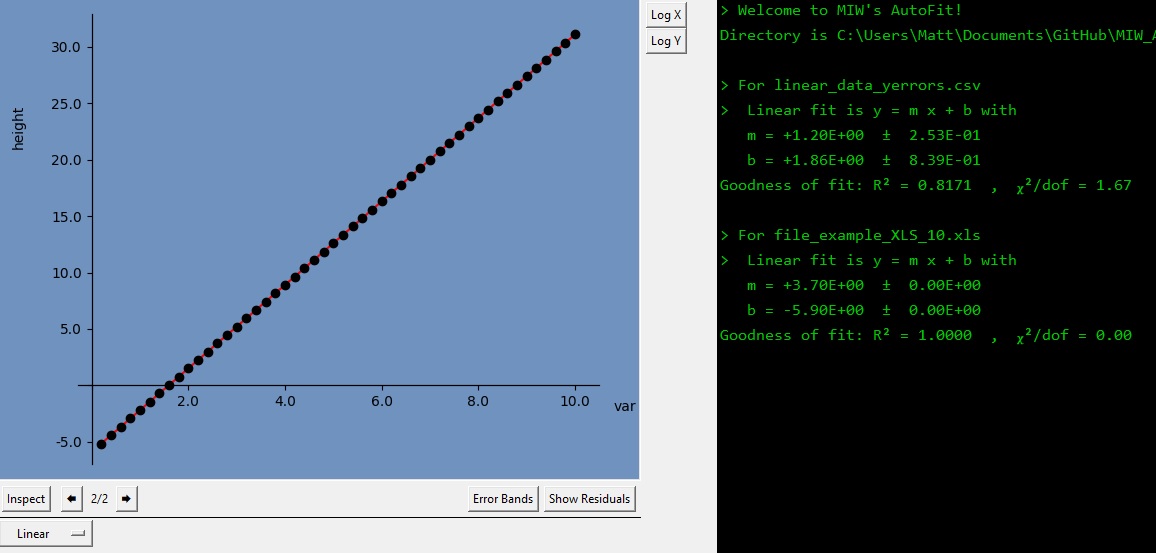 height
30.0
25.0
20.0
15.0
10.0
5.0
-5.0
2.0 4.0 6.0 8.0 10.0
var
Inspect 🡸 2/2 🡺 Error Bands Show Residuals
Linear
Log X
Log Y
> Welcome to MIW's AutoFit!
Directory is C:\Users\Matt\Documents\GitHub\MIW_
> For linear_data_yerrors.csv
> Linear fit is y = m x + b with
m = +1.20E+00 ± 2.53E-01
b = +1.86E+00 ± 8.39E-01
Goodness of fit: R² = 0.8171 , χ²/dof = 1.67
> For file_example_XLS_10.xls
> Linear fit is y = m x + b with
m = +3.70E+00 ± 0.00E+00
b = -5.90E+00 ± 0.00E+00
Goodness of fit: R² = 1.0000 , χ²/dof = 0.00